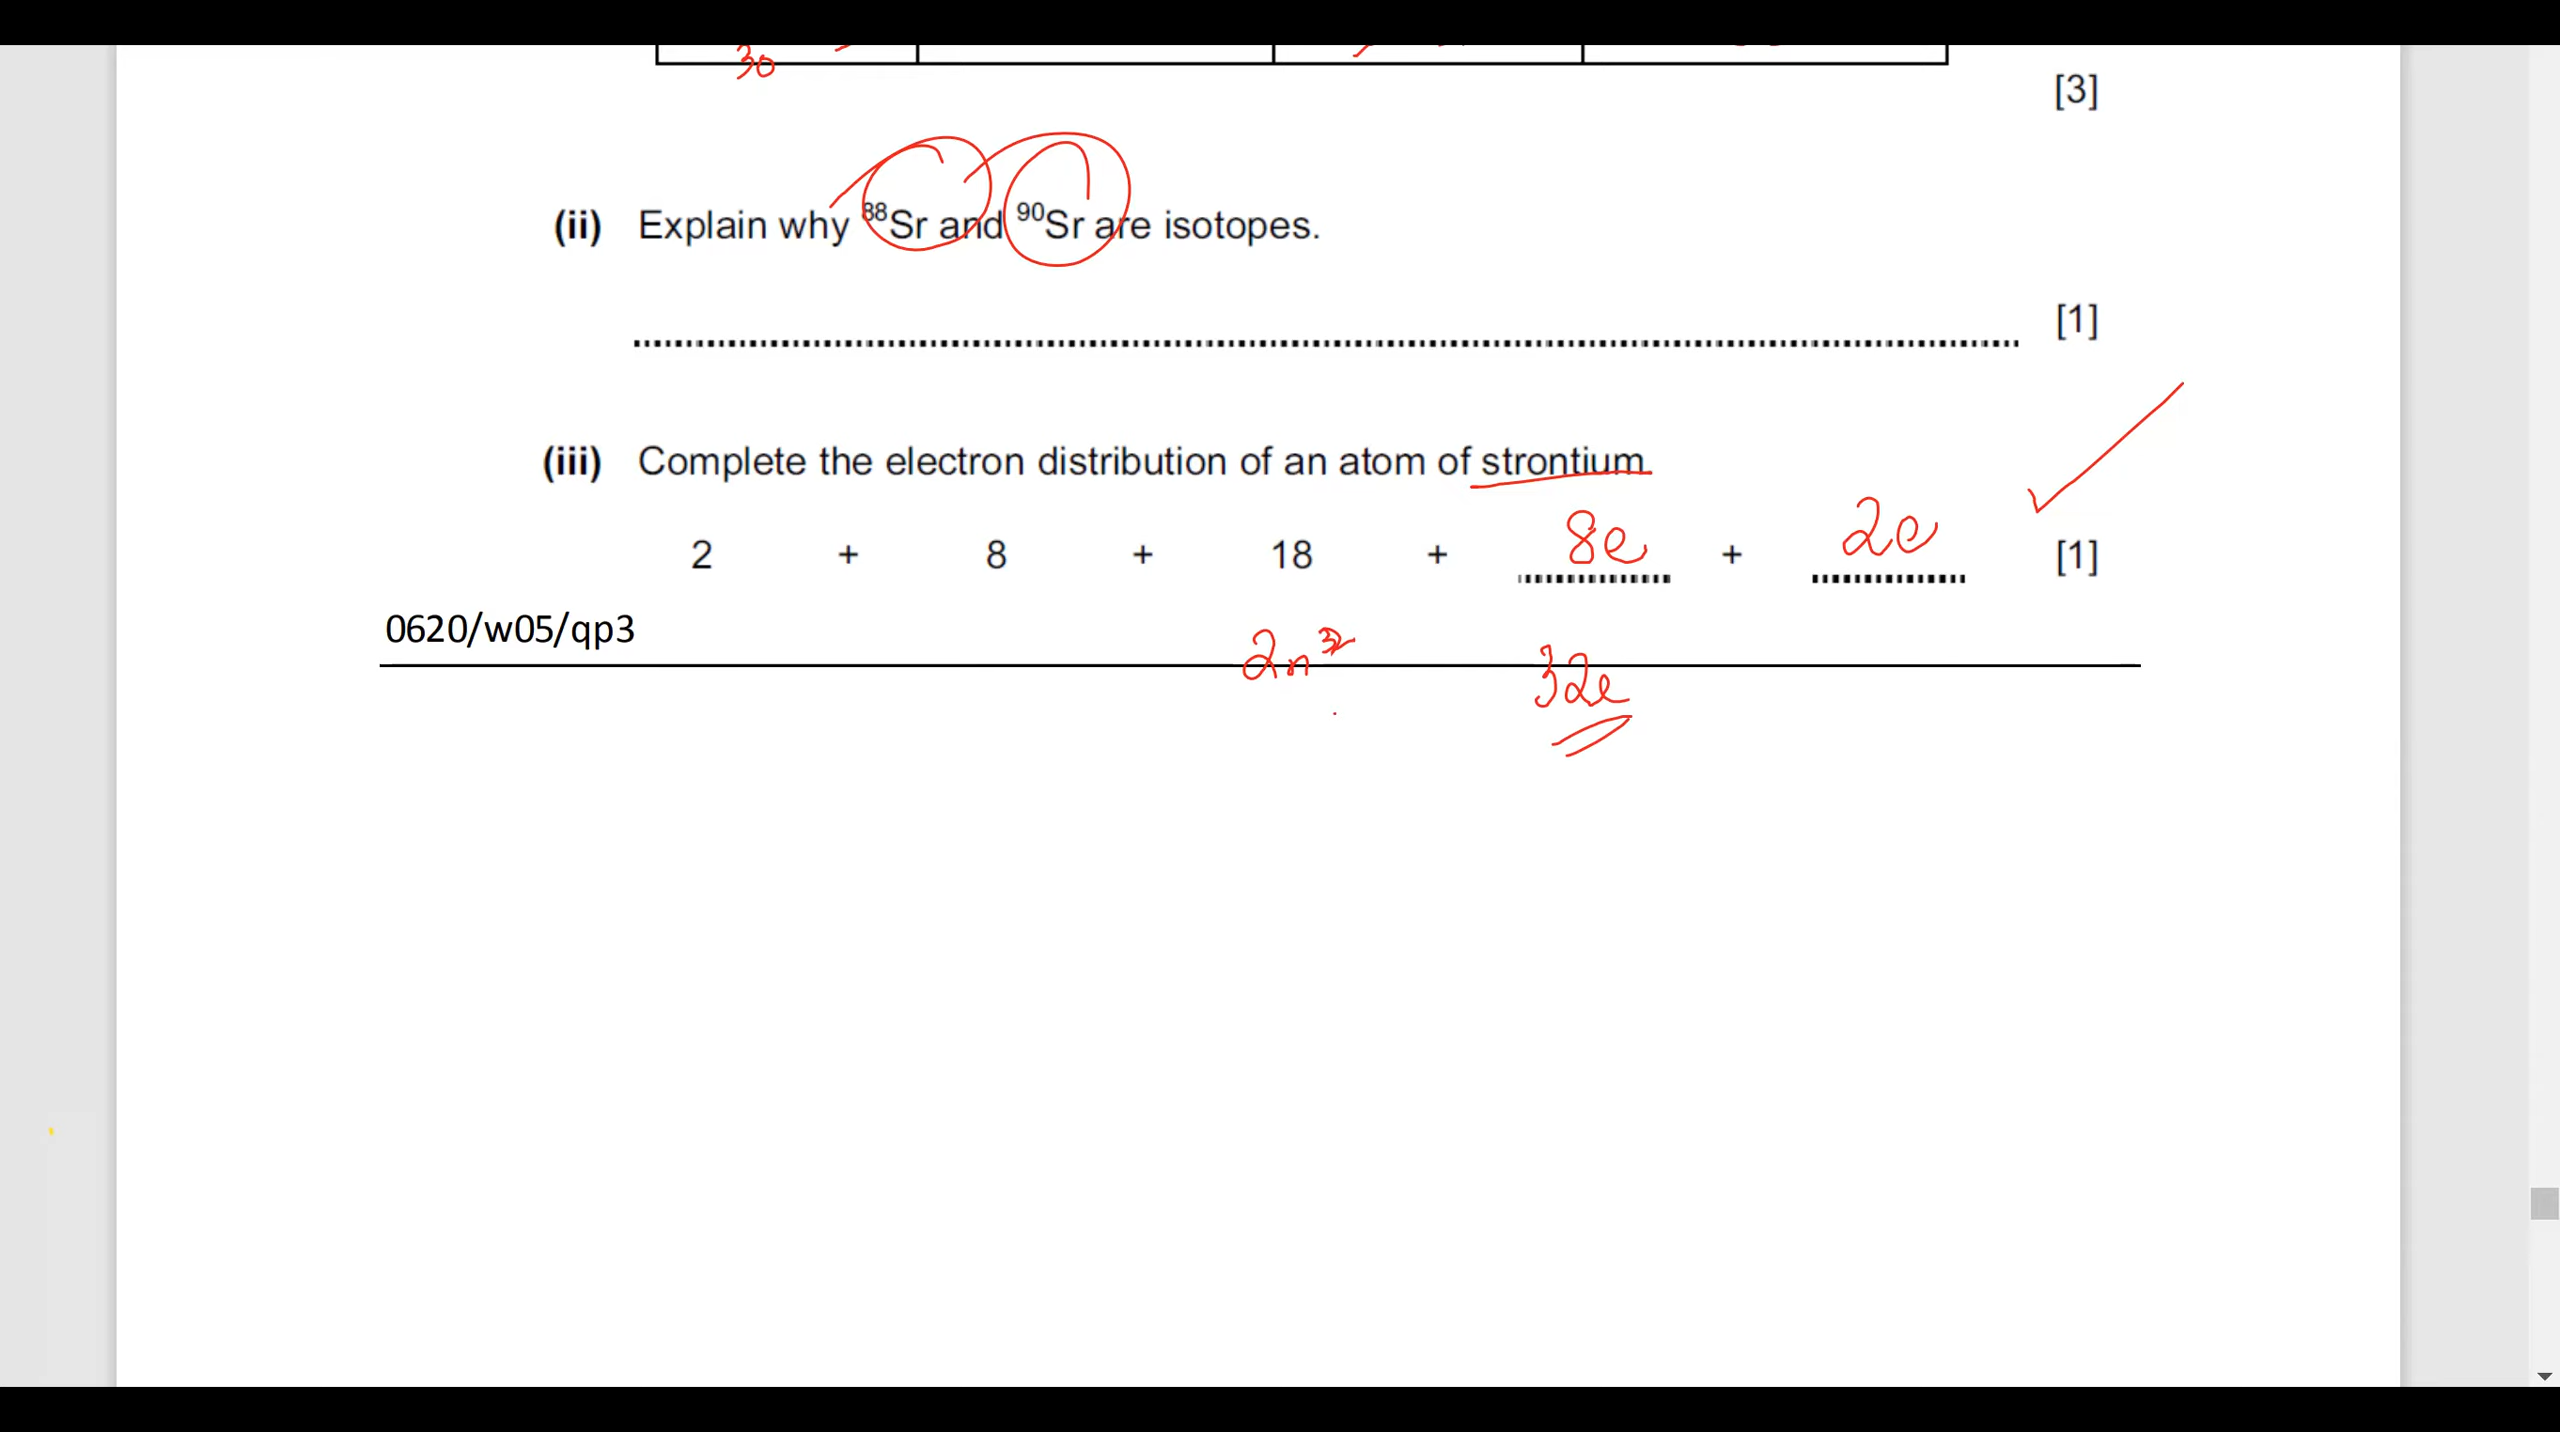 30
[3]
(ii) Explain why ⁸⁸Sr and ⁹⁰Sr are isotopes.
[1]
(iii) Complete the electron distribution of an atom of strontium.
2 + 8 + 18 + 8e + 2e [1]
0620/w05/qp3
32e